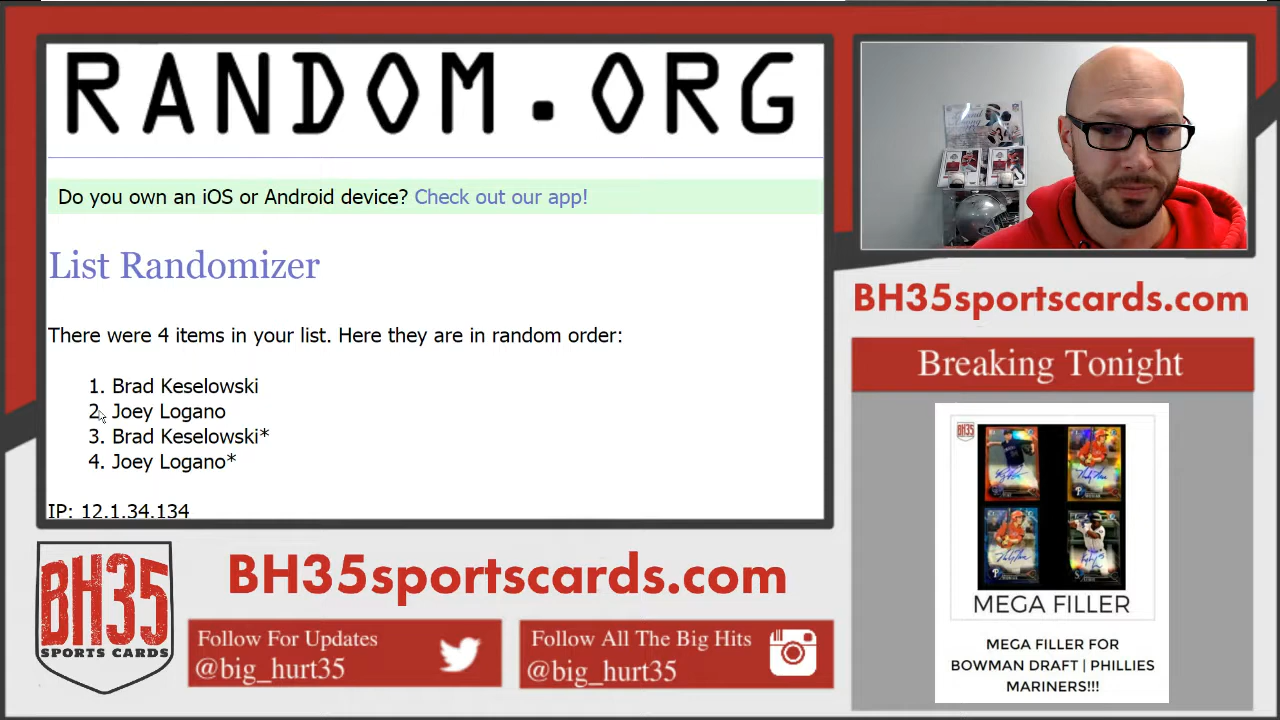 RANDOM.ORG
Do you own an iOS or Android device? Check out our app!
List Randomizer
There were 4 items in your list. Here they are in random order:
1. Brad Keselowski
2. Joey Logano
3. Brad Keselowski*
4. Joey Logano*
IP: 12.1.34.134
BH35sportscards.com
Breaking Tonight
BH35
MEGA FILLER
MEGA FILLER FOR
BOWMAN DRAFT | PHILLIES
MARINERS!!!
BH35
SPORTS CARDS
BH35sportscards.com
Follow For Updates
@big_hurt35
Follow All The Big Hits
@big_hurt35